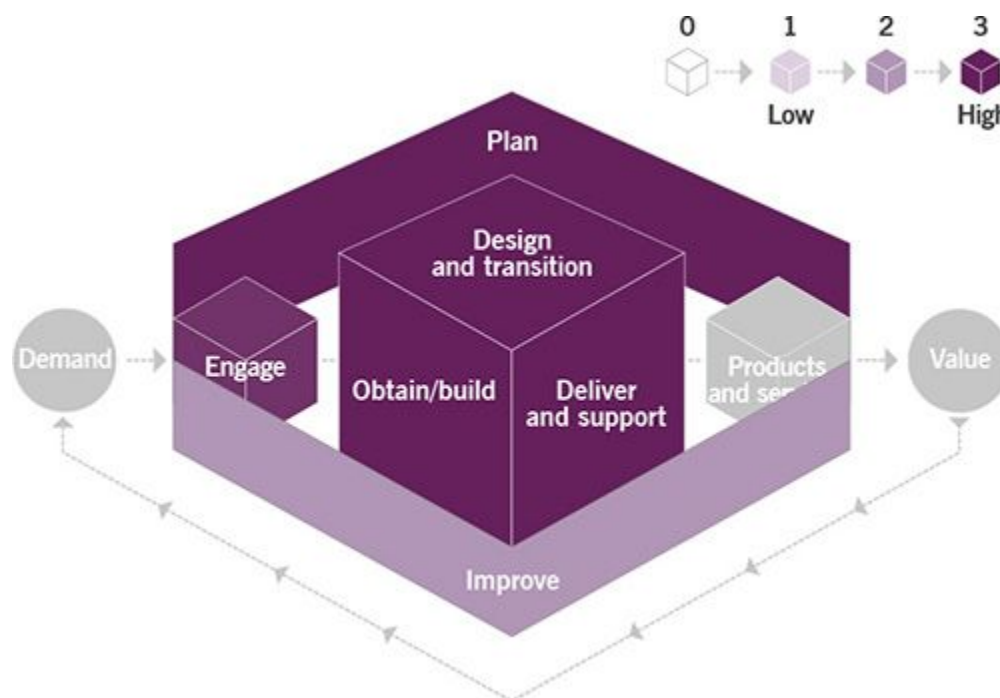 0 1 2 3
Low High
Plan
Design
and transition
Demand
Engage
Obtain/build
Deliver
and support
Products
and
Value
Improve